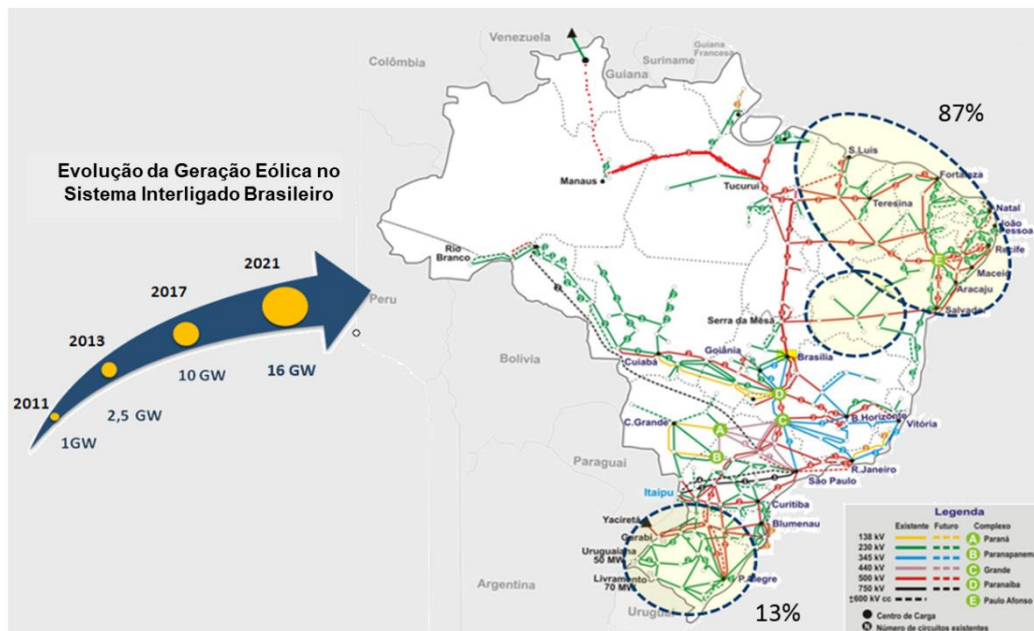 Evolução da Geração Eólica no
Sistema Interligado Brasileiro
2011
2013
2017
2021
1GW
2,5 GW
10 GW
16 GW
87%
13%
Venezuela
Colômbia
Guiana
Suriname
Guiana
Francesa
Peru
Bolívia
Paraguai
Argentina
Uruguai
Manaus
Tucuruí
S.Luís
Fortaleza
Teresina
Natal
João
Pessoa
Recife
Maceió
Aracaju
Salvador
Rio
Branco
Serra da Mesa
Cuiabá
Goiânia
Brasília
C.Grande
B.Horizonte
Vitória
R.Janeiro
São Paulo
Itaipu
Curitiba
Blumenau
Yaciretá
Garabi
Uruguaiana
50 MW
Livramento
70 MW
P.Alegre
A
B
C
D
E
Legenda
Existente Futuro Complexo
138 kV A Paraná
230 kV B Paranapanema
345 kV C Grande
440 kV D Paranaíba
500 kV E Paulo Afonso
750 kV
±600 kV cc
Centro de Carga
N Número de circuitos existentes